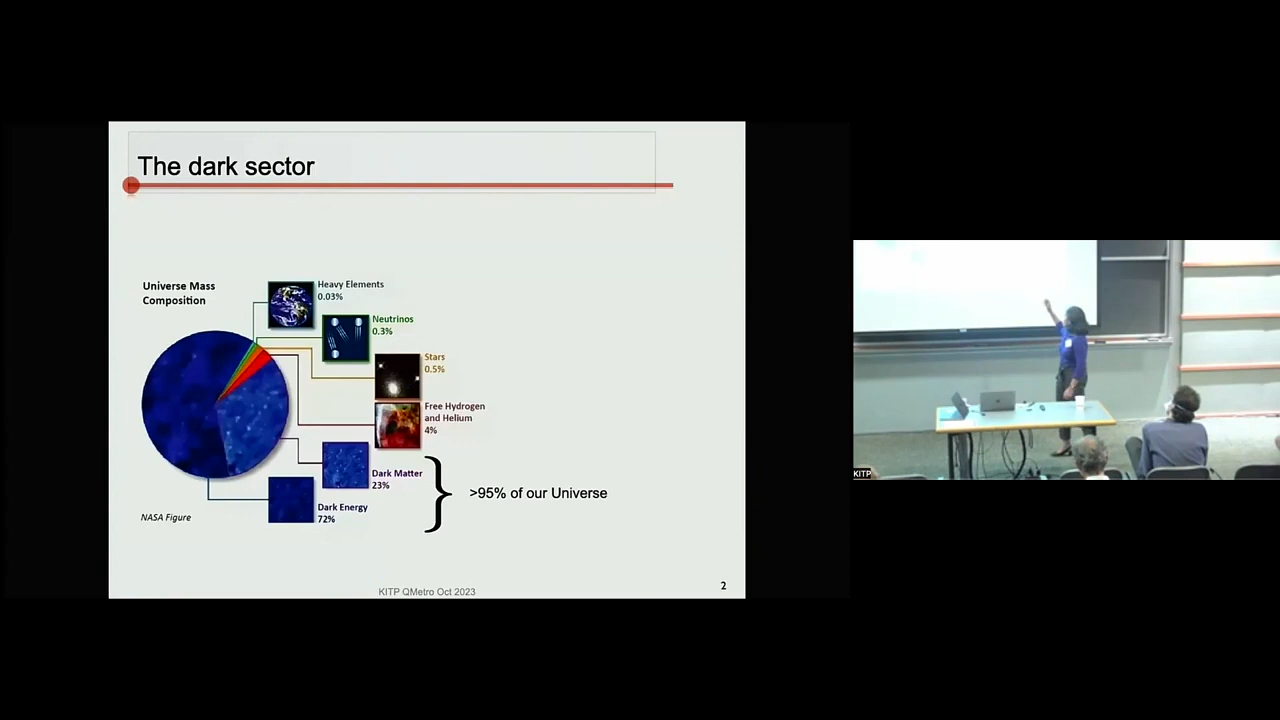 The dark sector
Universe Mass
Composition
Heavy Elements
0.03%
Neutrinos
0.3%
Stars
0.5%
Free Hydrogen
and Helium
4%
Dark Matter
23%
Dark Energy
72%
>95% of our Universe
NASA Figure
KITP QMetro Oct 2023
2
KITP